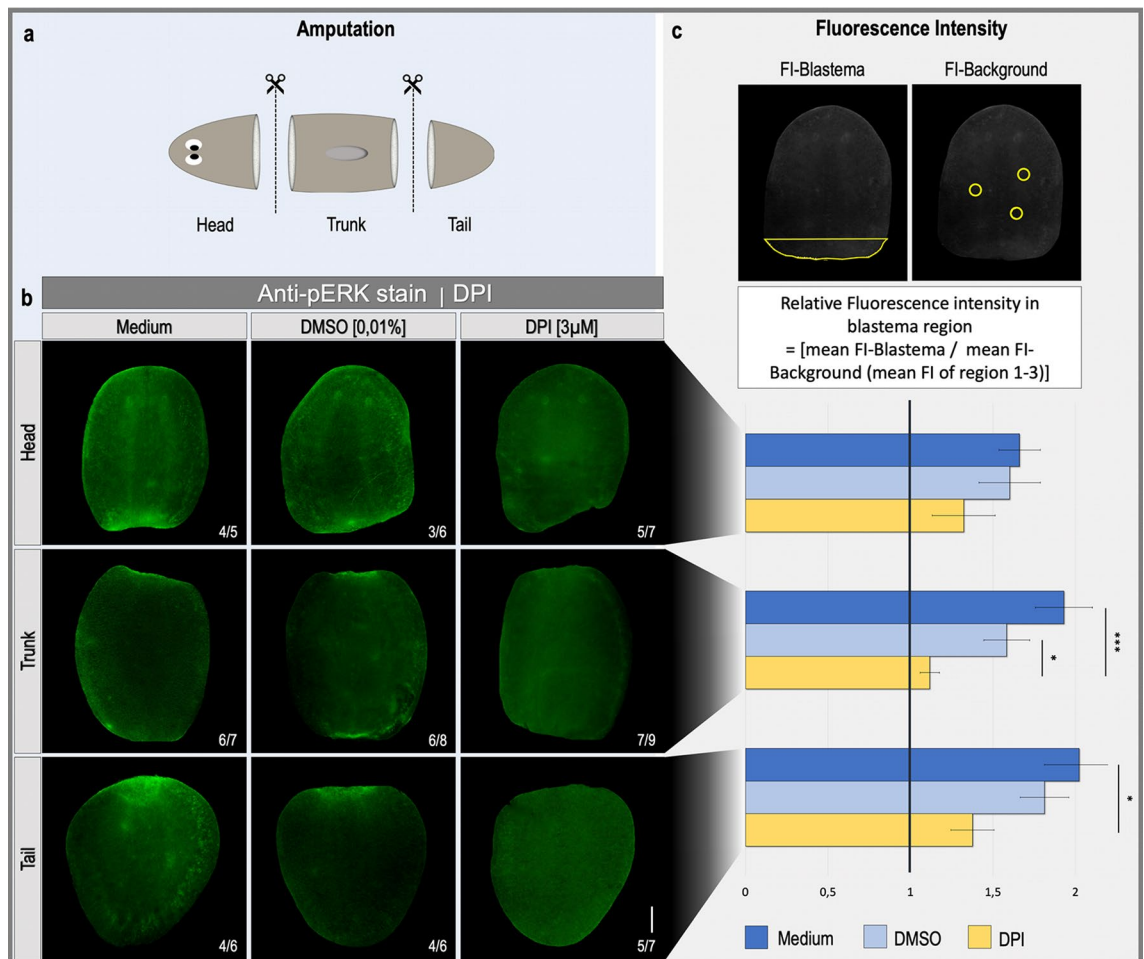 a
Amputation
Head
Trunk
Tail
b
Anti-pERK stain | DPI
Medium
DMSO [0,01%]
DPI [3µM]
Head
4/5
3/6
5/7
Trunk
6/7
6/8
7/9
Tail
4/6
4/6
5/7
c
Fluorescence Intensity
FI-Blastema
FI-Background
Relative Fluorescence intensity in
blastema region
= [mean FI-Blastema / mean FI-
Background (mean FI of region 1-3)]
*
***
*
0
0,5
1
1,5
2
Medium
DMSO
DPI